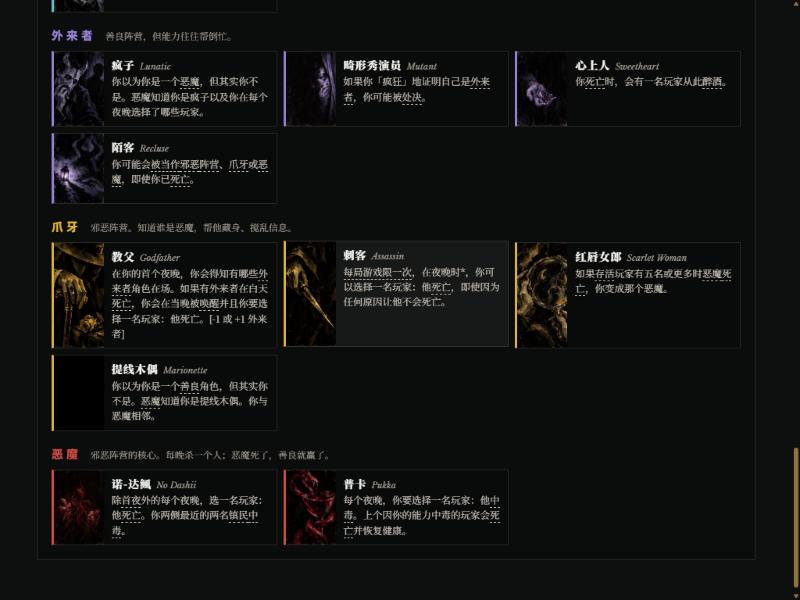 外来者 善良阵营，但能力往往帮倒忙。
疯子 Lunatic
你以为你是一个恶魔，但其实你不
是。恶魔知道你是疯子以及你在每个
夜晚选择了哪些玩家。
畸形秀演员 Mutant
如果你「疯狂」地证明自己是外来
者，你可能被处决。
心上人 Sweetheart
你死亡时，会有一名玩家从此醉酒。
陌客 Recluse
你可能会被当作邪恶阵营、爪牙或恶
魔，即使你已死亡。
爪牙 邪恶阵营。知道谁是恶魔，帮他藏身、搅乱信息。
教父 Godfather
在你的首个夜晚，你会得知有哪些外
来者角色在场。如果有外来者在白天
死亡，你会在当晚被唤醒并且你要选
择一名玩家：他死亡。[-1 或 +1 外来
者]
刺客 Assassin
每局游戏限一次，在夜晚时*，你可
以选择一名玩家：他死亡，即使因为
任何原因让他不会死亡。
红唇女郎 Scarlet Woman
如果存活玩家有五名或更多时恶魔死
亡，你变成那个恶魔。
提线木偶 Marionette
你以为你是一个善良角色，但其实你
不是。恶魔知道你是提线木偶。你与
恶魔相邻。
恶魔 邪恶阵营的核心。每晚杀一个人；恶魔死了，善良就赢了。
诺-达鲺 No Dashii
除首夜外的每个夜晚，选一名玩家：
他死亡。你两侧最近的两名镇民中
毒。
普卡 Pukka
每个夜晚，你要选择一名玩家：他中
毒。上个因你的能力中毒的玩家会死
亡并恢复健康。